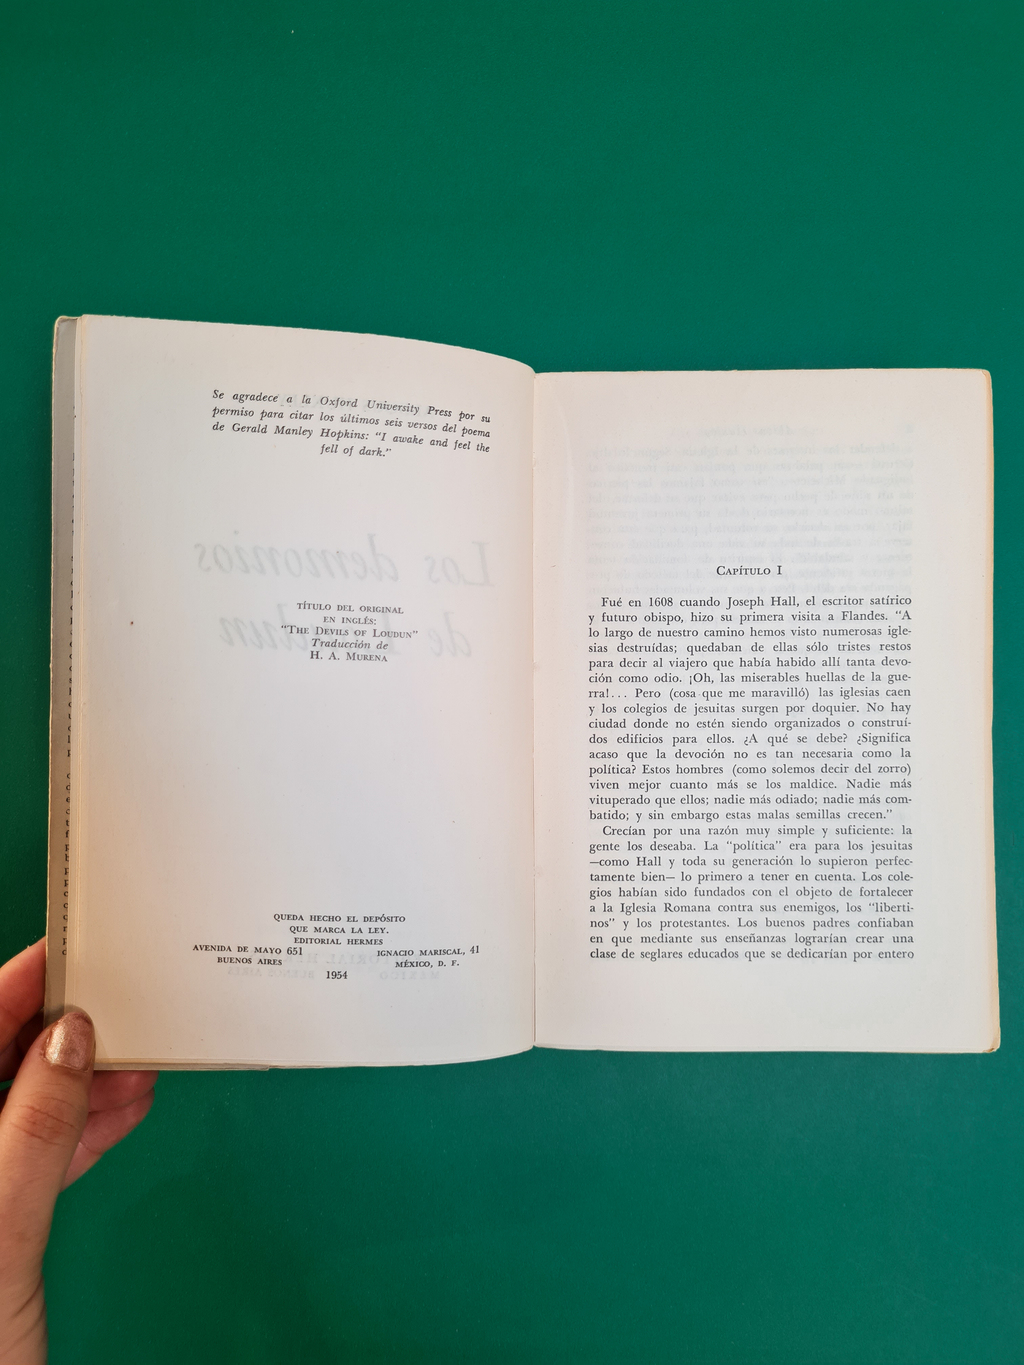 Se agradece a la Oxford University Press por su
permiso para citar los últimos seis versos del poema
de Gerald Manley Hopkins: "I awake and feel the
fell of dark."
Los demonios
de Loudun
TÍTULO DEL ORIGINAL
EN INGLÉS:
"THE DEVILS OF LOUDUN"
Traducción de
H. A. MURENA
QUEDA HECHO EL DEPÓSITO
QUE MARCA LA LEY.
EDITORIAL HERMES
AVENIDA DE MAYO 651
BUENOS AIRES
IGNACIO MARISCAL, 41
MÉXICO, D. F.
1954
CAPÍTULO I
Fué en 1608 cuando Joseph Hall, el escritor satírico
y futuro obispo, hizo su primera visita a Flandes. "A
lo largo de nuestro camino hemos visto numerosas igle-
sias destruídas; quedaban de ellas sólo tristes restos
para decir al viajero que había habido allí tanta devo-
ción como odio. ¡Oh, las miserables huellas de la gue-
rra!... Pero (cosa que me maravilló) las iglesias caen
y los colegios de jesuitas surgen por doquier. No hay
ciudad donde no estén siendo organizados o construí-
dos edificios para ellos. ¿A qué se debe? ¿Significa
acaso que la devoción no es tan necesaria como la
política? Estos hombres (como solemos decir del zorro)
viven mejor cuanto más se los maldice. Nadie más
vituperado que ellos; nadie más odiado; nadie más com-
batido; y sin embargo estas malas semillas crecen."
Crecían por una razón muy simple y suficiente: la
gente los deseaba. La "política" era para los jesuitas
—como Hall y toda su generación lo supieron perfec-
tamente bien— lo primero a tener en cuenta. Los cole-
gios habían sido fundados con el objeto de fortalecer
a la Iglesia Romana contra sus enemigos, los "liberti-
nos" y los protestantes. Los buenos padres confiaban
en que mediante sus enseñanzas lograrían crear una
clase de seglares educados que se dedicarían por entero